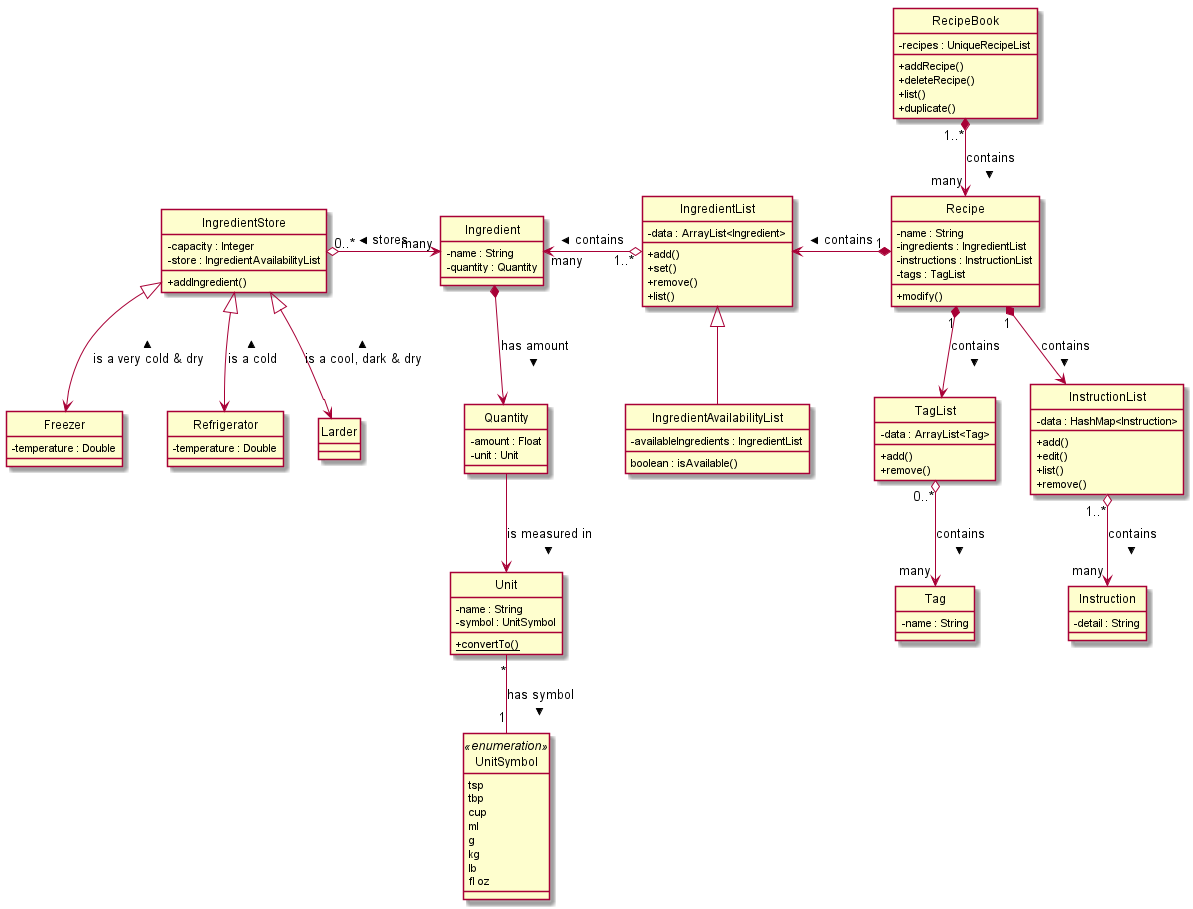 RecipeBook
-recipes : UniqueRecipeList
+addRecipe()
+deleteRecipe()
+list()
+duplicate()
1..*
contains
▼
many
Recipe
-name : String
-ingredients : IngredientList
-instructions : InstructionList
-tags : TagList
+modify()
1
◄ contains
IngredientList
-data : ArrayList<Ingredient>
+add()
+set()
+remove()
+list()
1..*
◄ contains
many
Ingredient
-name : String
-quantity : Quantity
many
◄ stores
0..*
IngredientStore
-capacity : Integer
-store : IngredientAvailabilityList
+addIngredient()
▲
is a very cold & dry
▲
is a cold
▲
is a cool, dark & dry
Freezer
-temperature : Double
Refrigerator
-temperature : Double
Larder
has amount
▼
Quantity
-amount : Float
-unit : Unit
IngredientAvailabilityList
-availableIngredients : IngredientList
boolean : isAvailable()
1
contains
▼
TagList
-data : ArrayList<Tag>
+add()
+remove()
1
contains
▼
InstructionList
-data : HashMap<Instruction>
+add()
+edit()
+list()
+remove()
is measured in
▼
Unit
-name : String
-symbol : UnitSymbol
+convertTo()
0..*
contains
▼
many
Tag
-name : String
1..*
contains
▼
many
Instruction
-detail : String
*
has symbol
▼
1
«enumeration»
UnitSymbol
tsp
tbp
cup
ml
g
kg
lb
fl oz